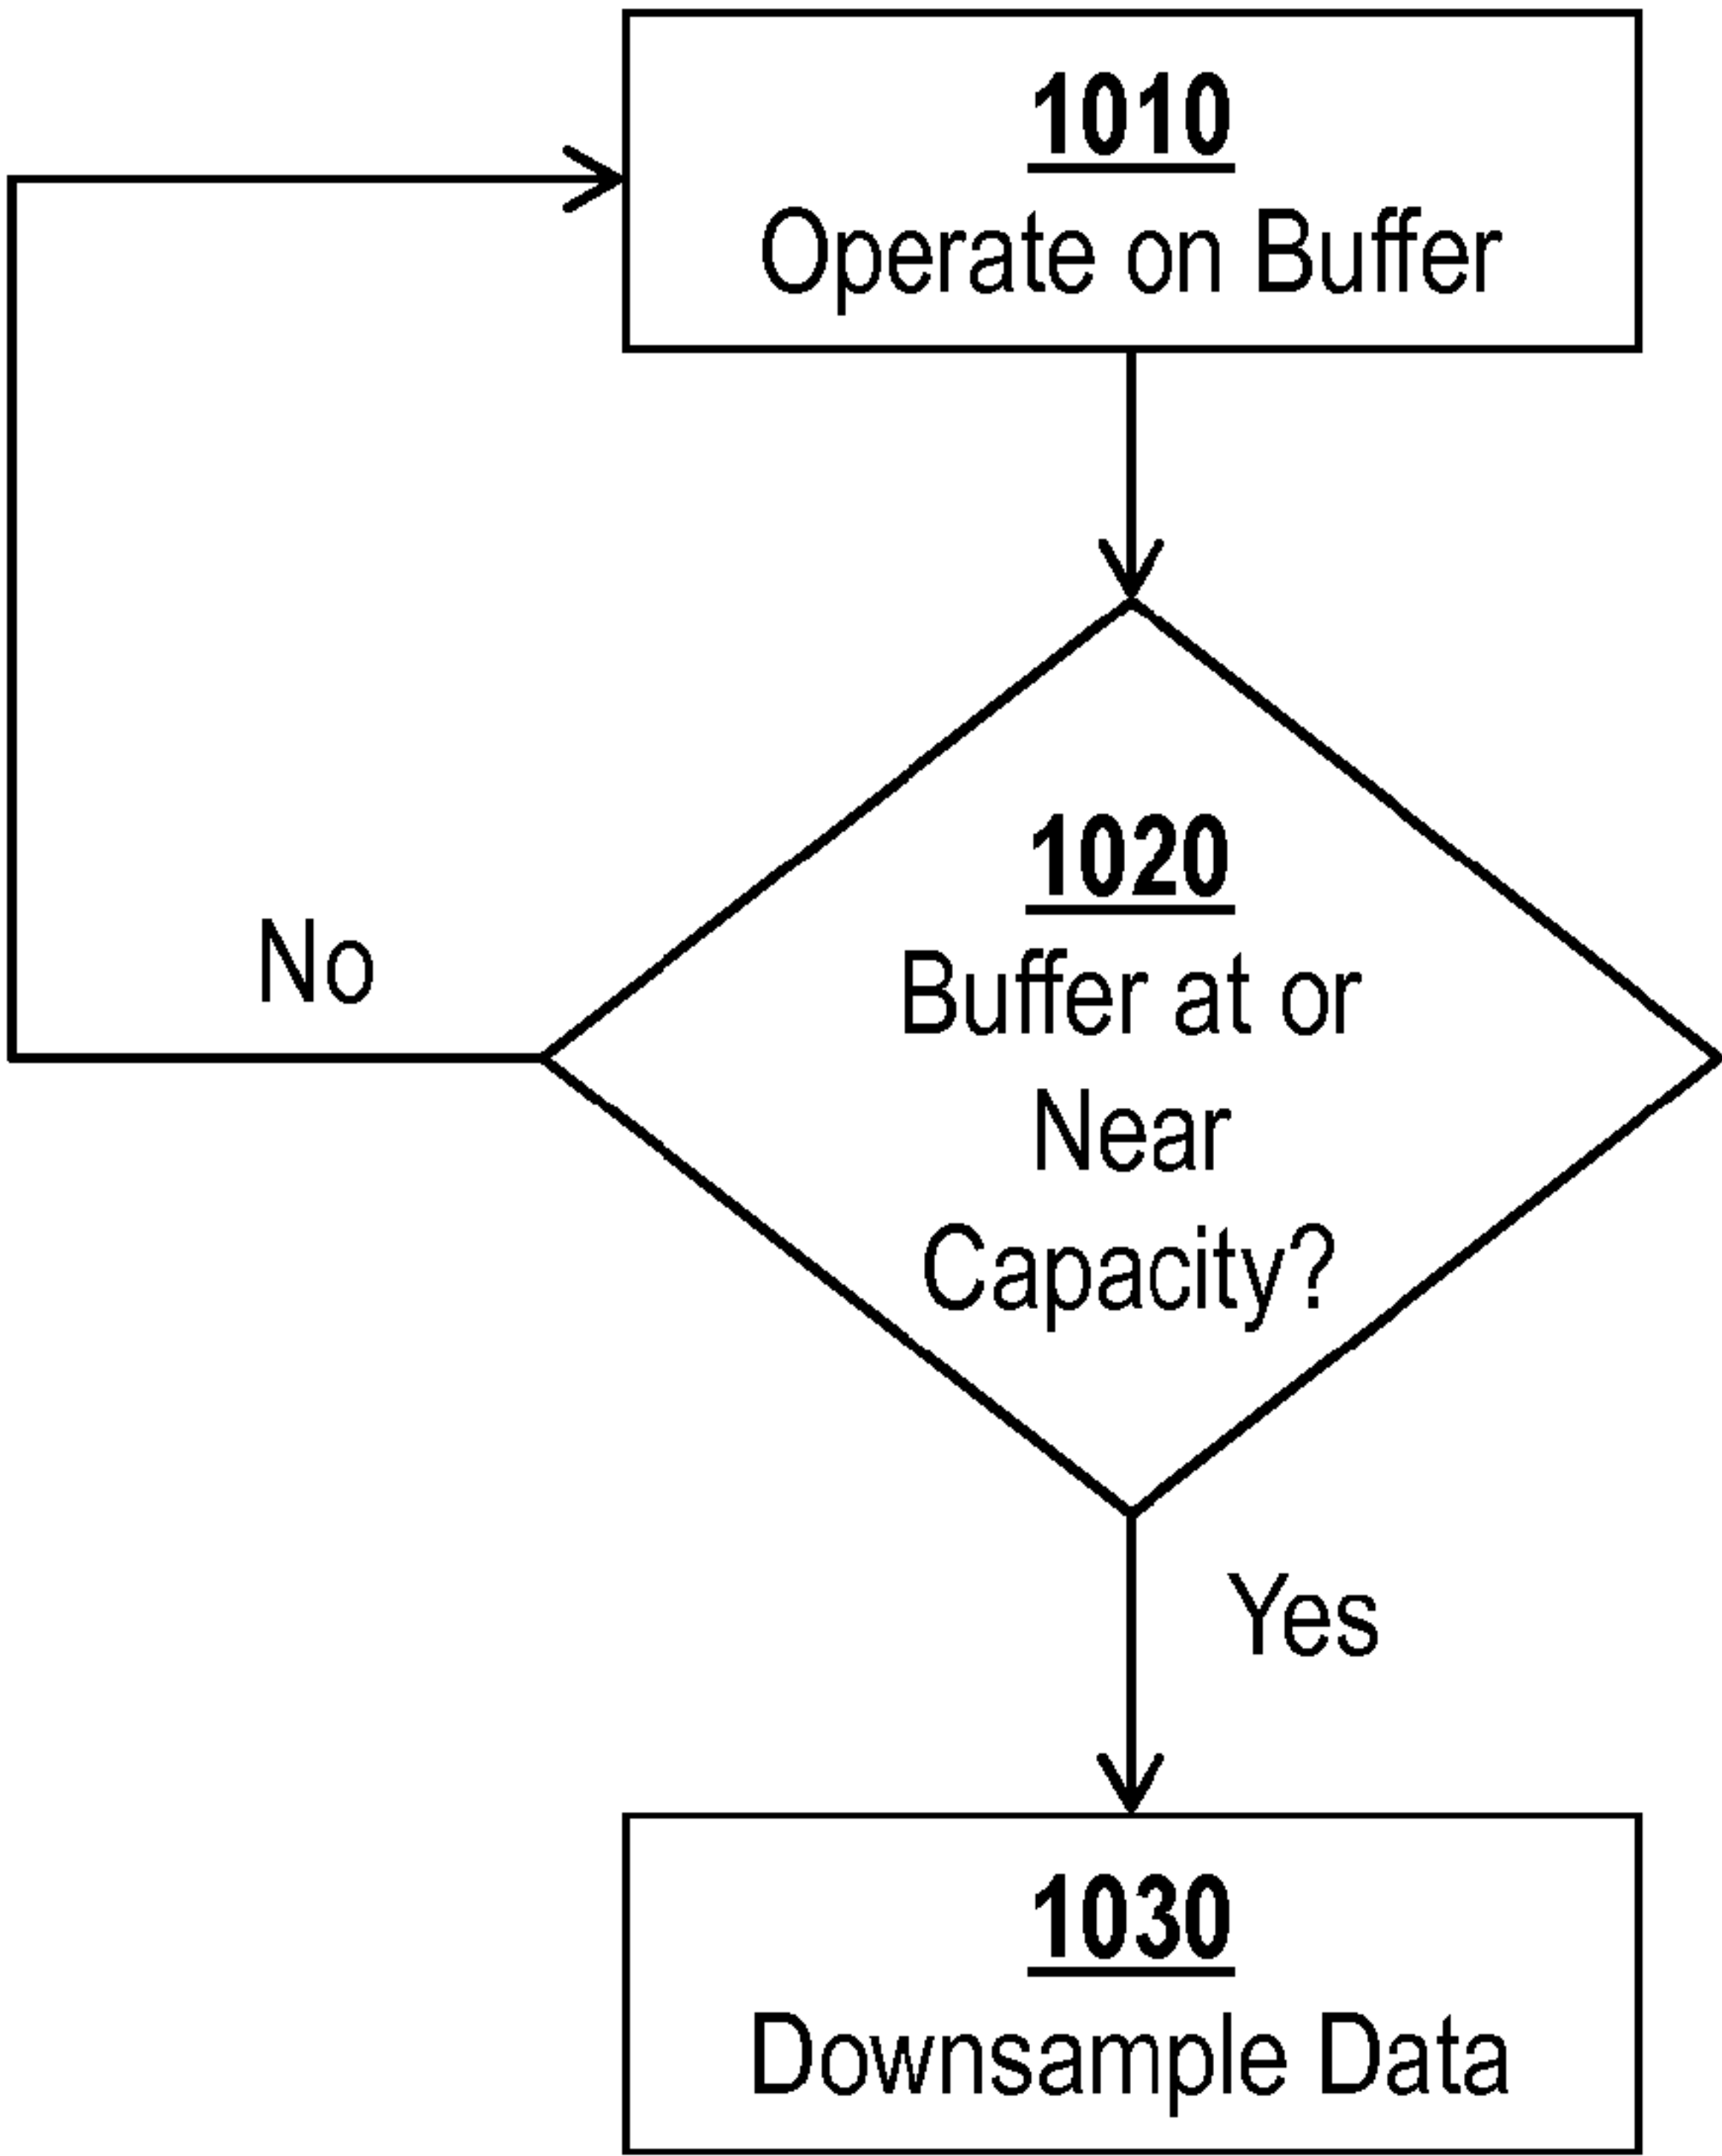 1010
Operate on Buffer
1020
Buffer at or
Near
Capacity?
No
Yes
1030
Downsample Data